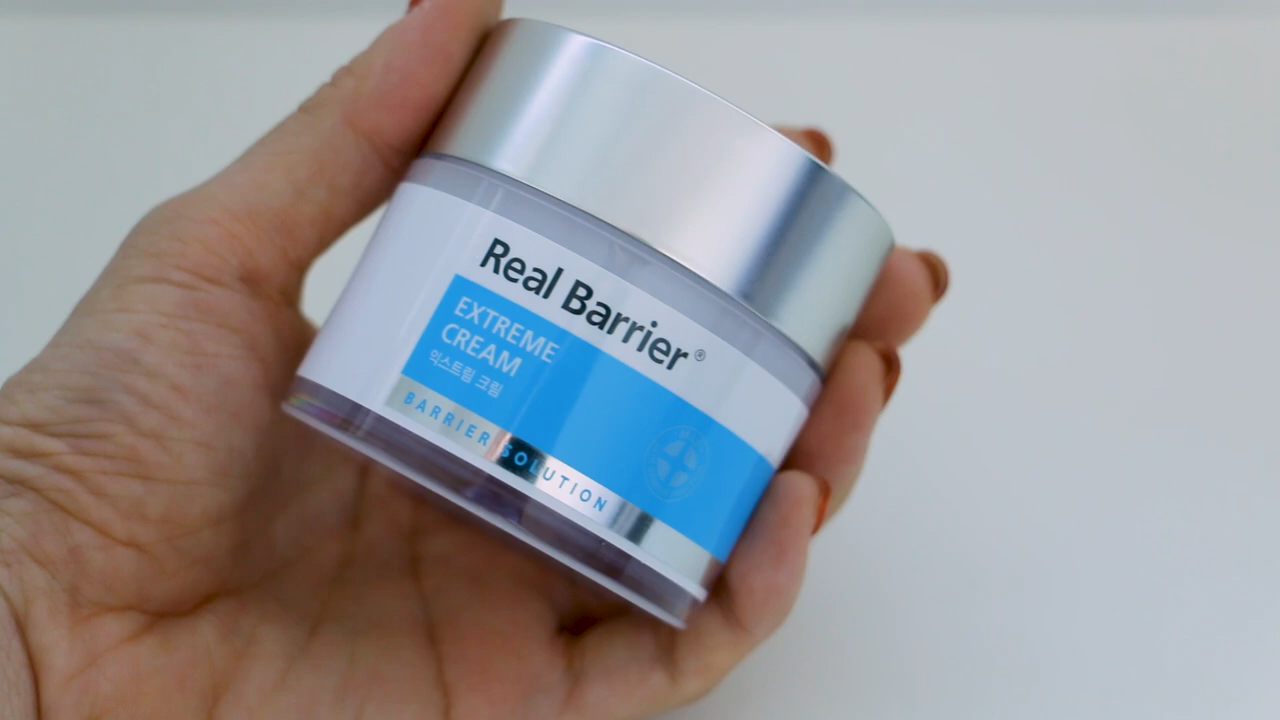 Real Barrier®
EXTREME
CREAM
익스트림 크림
BARRIER SOLUTION